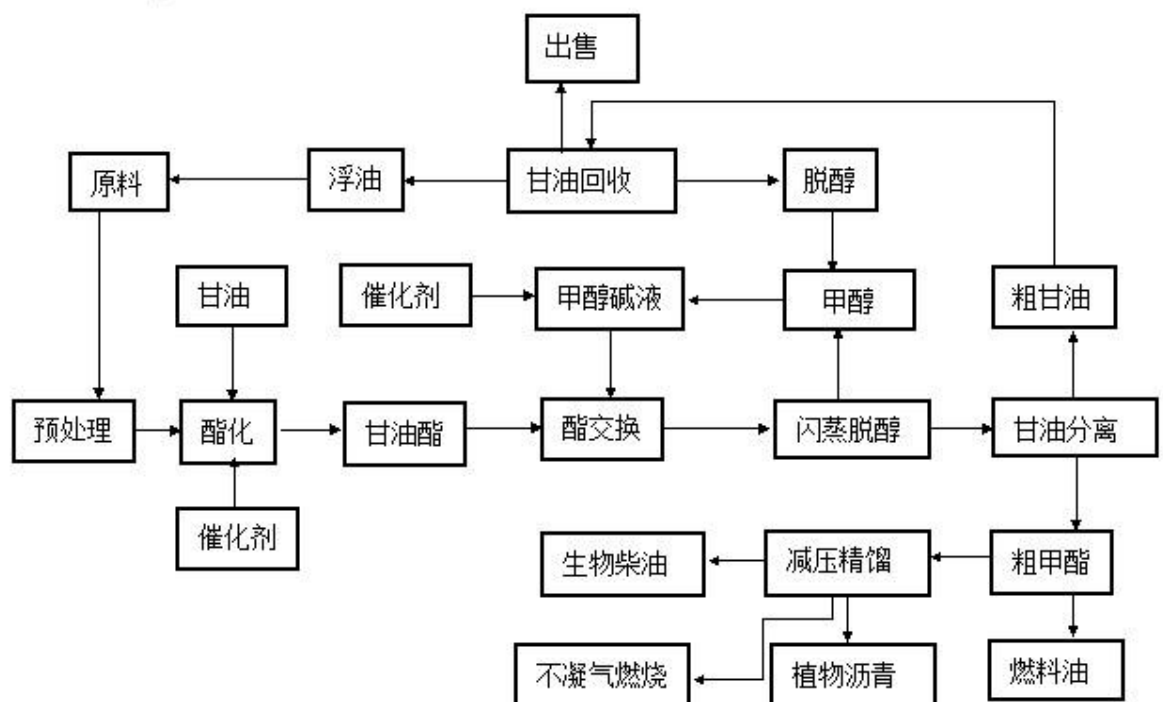 出售
原料
浮油
甘油回收
脱醇
甘油
催化剂
甲醇碱液
甲醇
粗甘油
预处理
酯化
甘油酯
酯交换
闪蒸脱醇
甘油分离
催化剂
生物柴油
减压精馏
粗甲酯
不凝气燃烧
植物沥青
燃料油